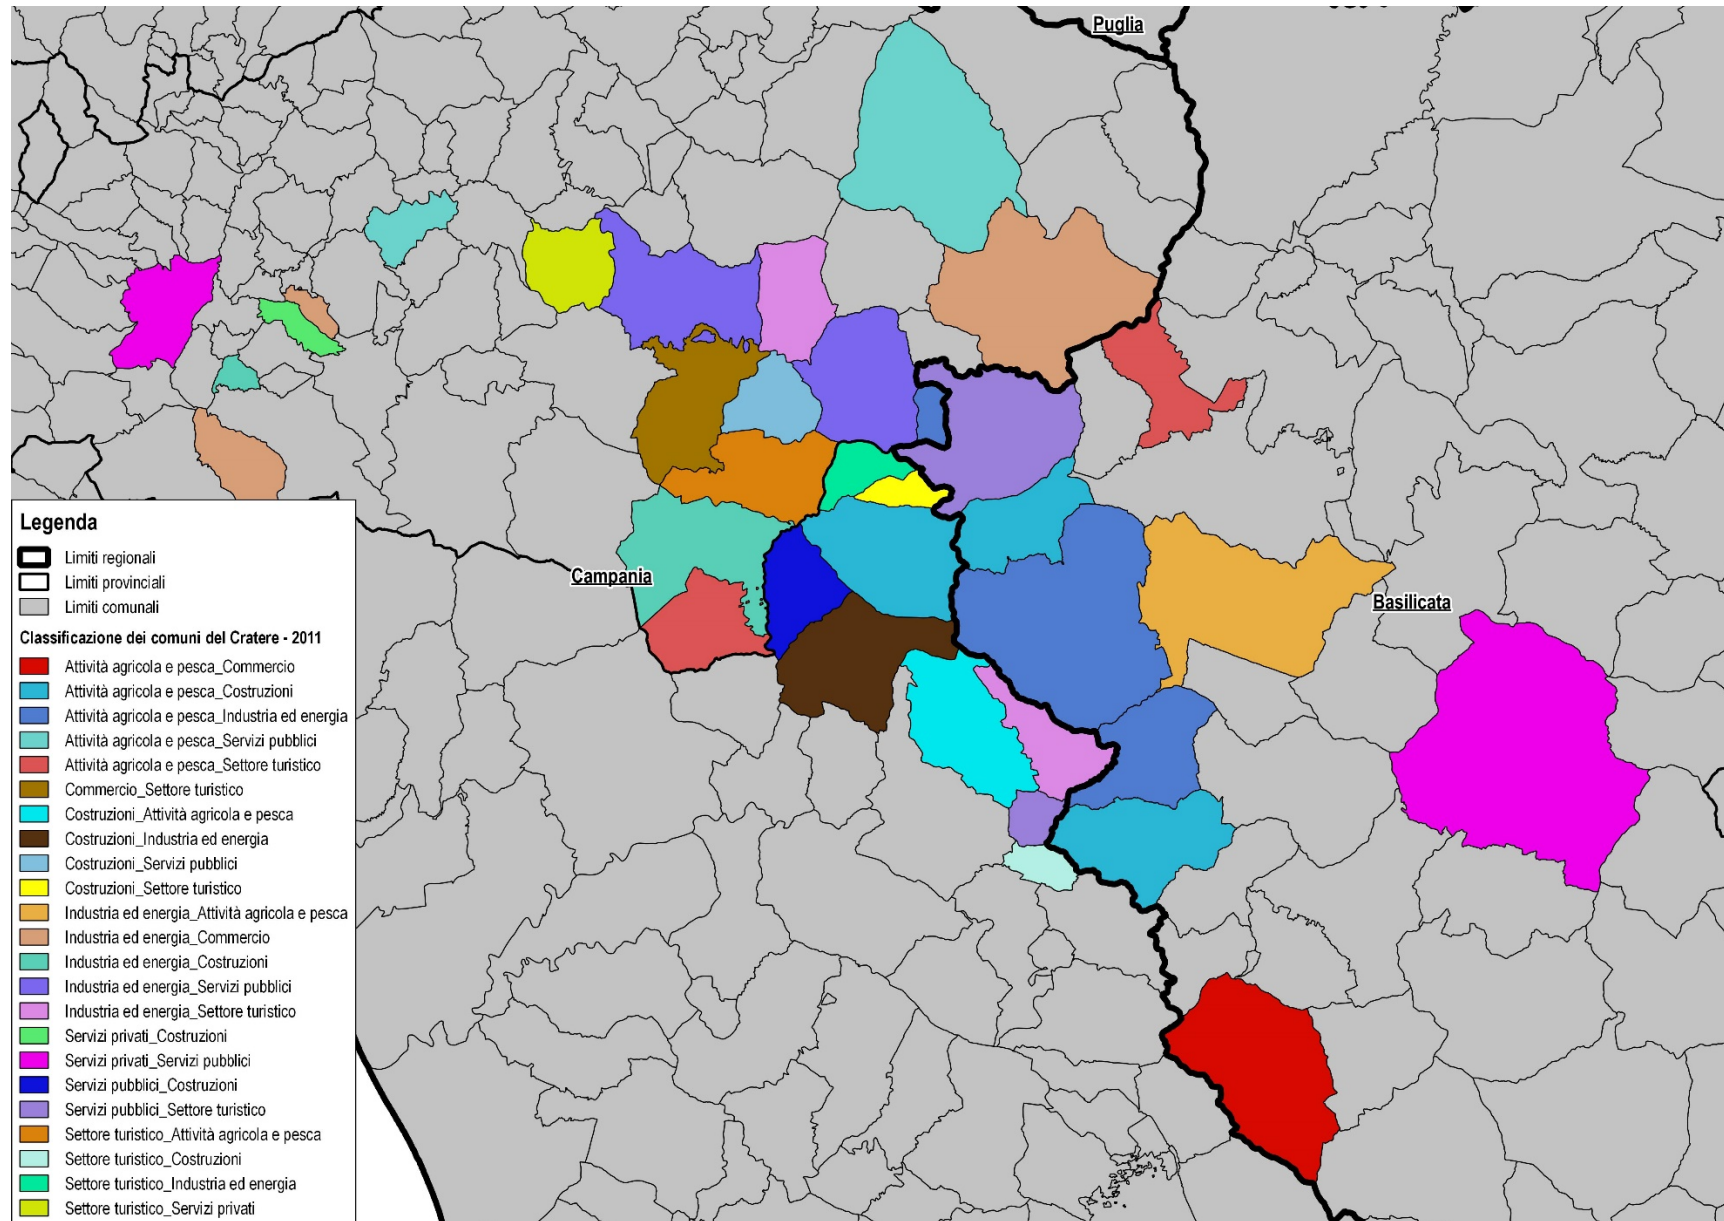 Puglia
Campania
Basilicata
Legenda
Limiti regionali
Limiti provinciali
Limiti comunali
Classificazione dei comuni del Cratere - 2011
Attività agricola e pesca_Commercio
Attività agricola e pesca_Costruzioni
Attività agricola e pesca_Industria ed energia
Attività agricola e pesca_Servizi pubblici
Attività agricola e pesca_Settore turistico
Commercio_Settore turistico
Costruzioni_Attività agricola e pesca
Costruzioni_Industria ed energia
Costruzioni_Servizi pubblici
Costruzioni_Settore turistico
Industria ed energia_Attività agricola e pesca
Industria ed energia_Commercio
Industria ed energia_Costruzioni
Industria ed energia_Servizi pubblici
Industria ed energia_Settore turistico
Servizi privati_Costruzioni
Servizi privati_Servizi pubblici
Servizi pubblici_Costruzioni
Servizi pubblici_Settore turistico
Settore turistico_Attività agricola e pesca
Settore turistico_Costruzioni
Settore turistico_Industria ed energia
Settore turistico_Servizi privati